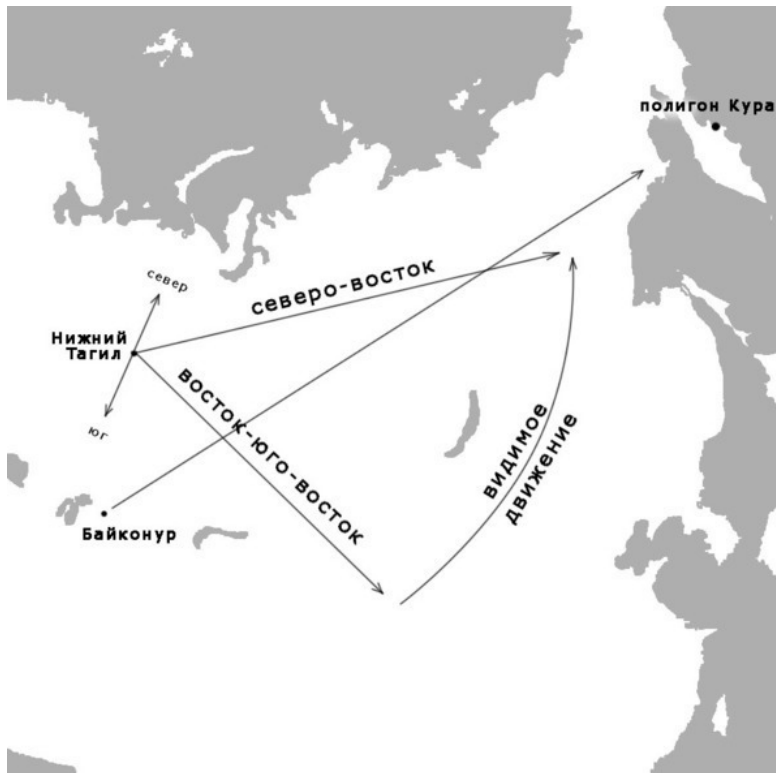 полигон Кура
север
северо-восток
Нижний
Тагил
восток-юго-восток
юг
видимое
движение
Байконур